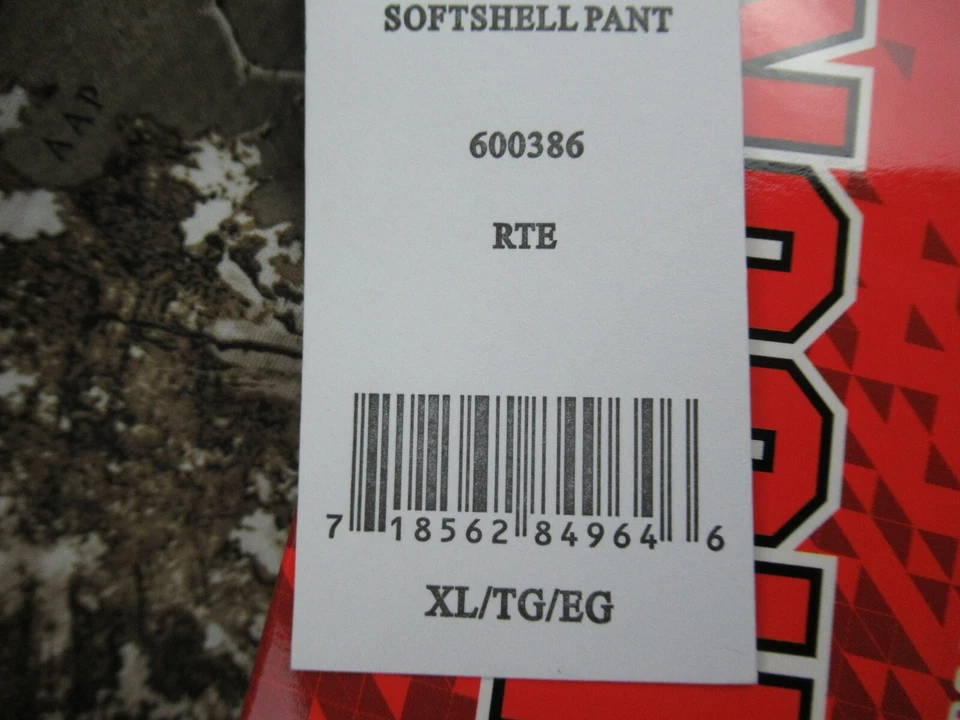 SOFTSHELL PANT
600386
RTE
7 18562 84964 6
XL/TG/EG